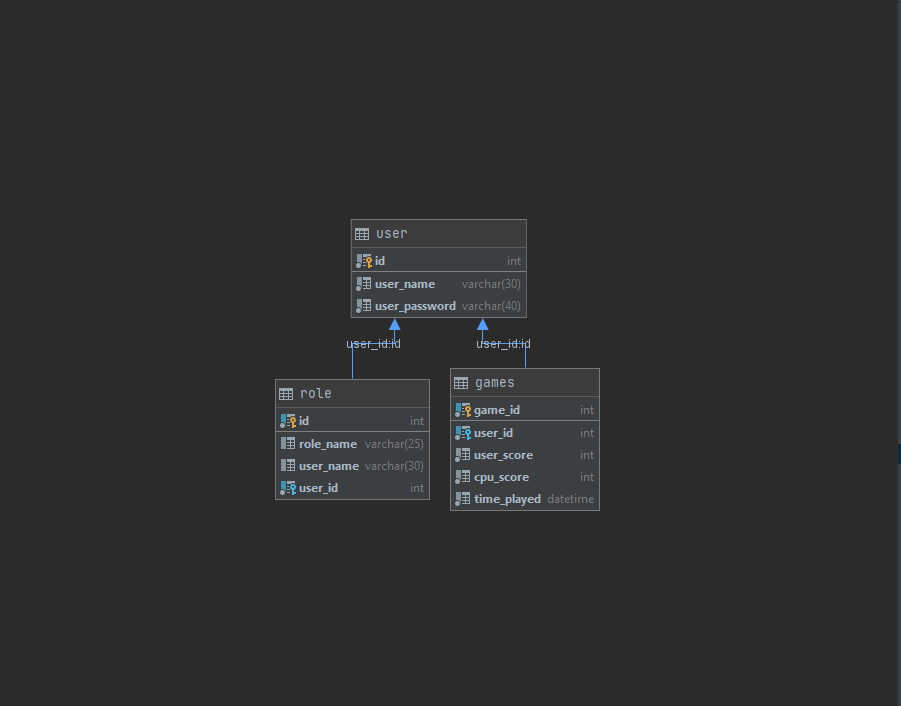 user
id int
user_name varchar(30)
user_password varchar(40)
user_id:id
user_id:id
role
id int
role_name varchar(25)
user_name varchar(30)
user_id int
games
game_id int
user_id int
user_score int
cpu_score int
time_played datetime